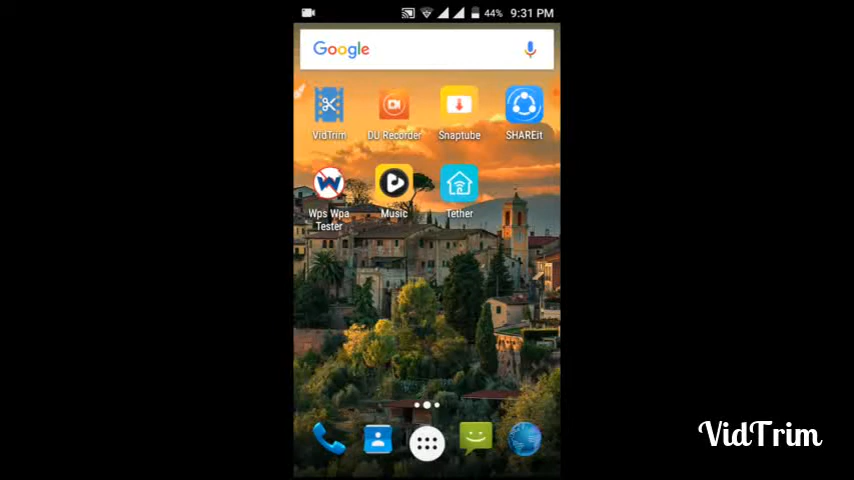 44% 9:31 PM
Google
VidTrim DU Recorder Snaptube SHAREit
Wps Wpa Tester Music Tether
VidTrim